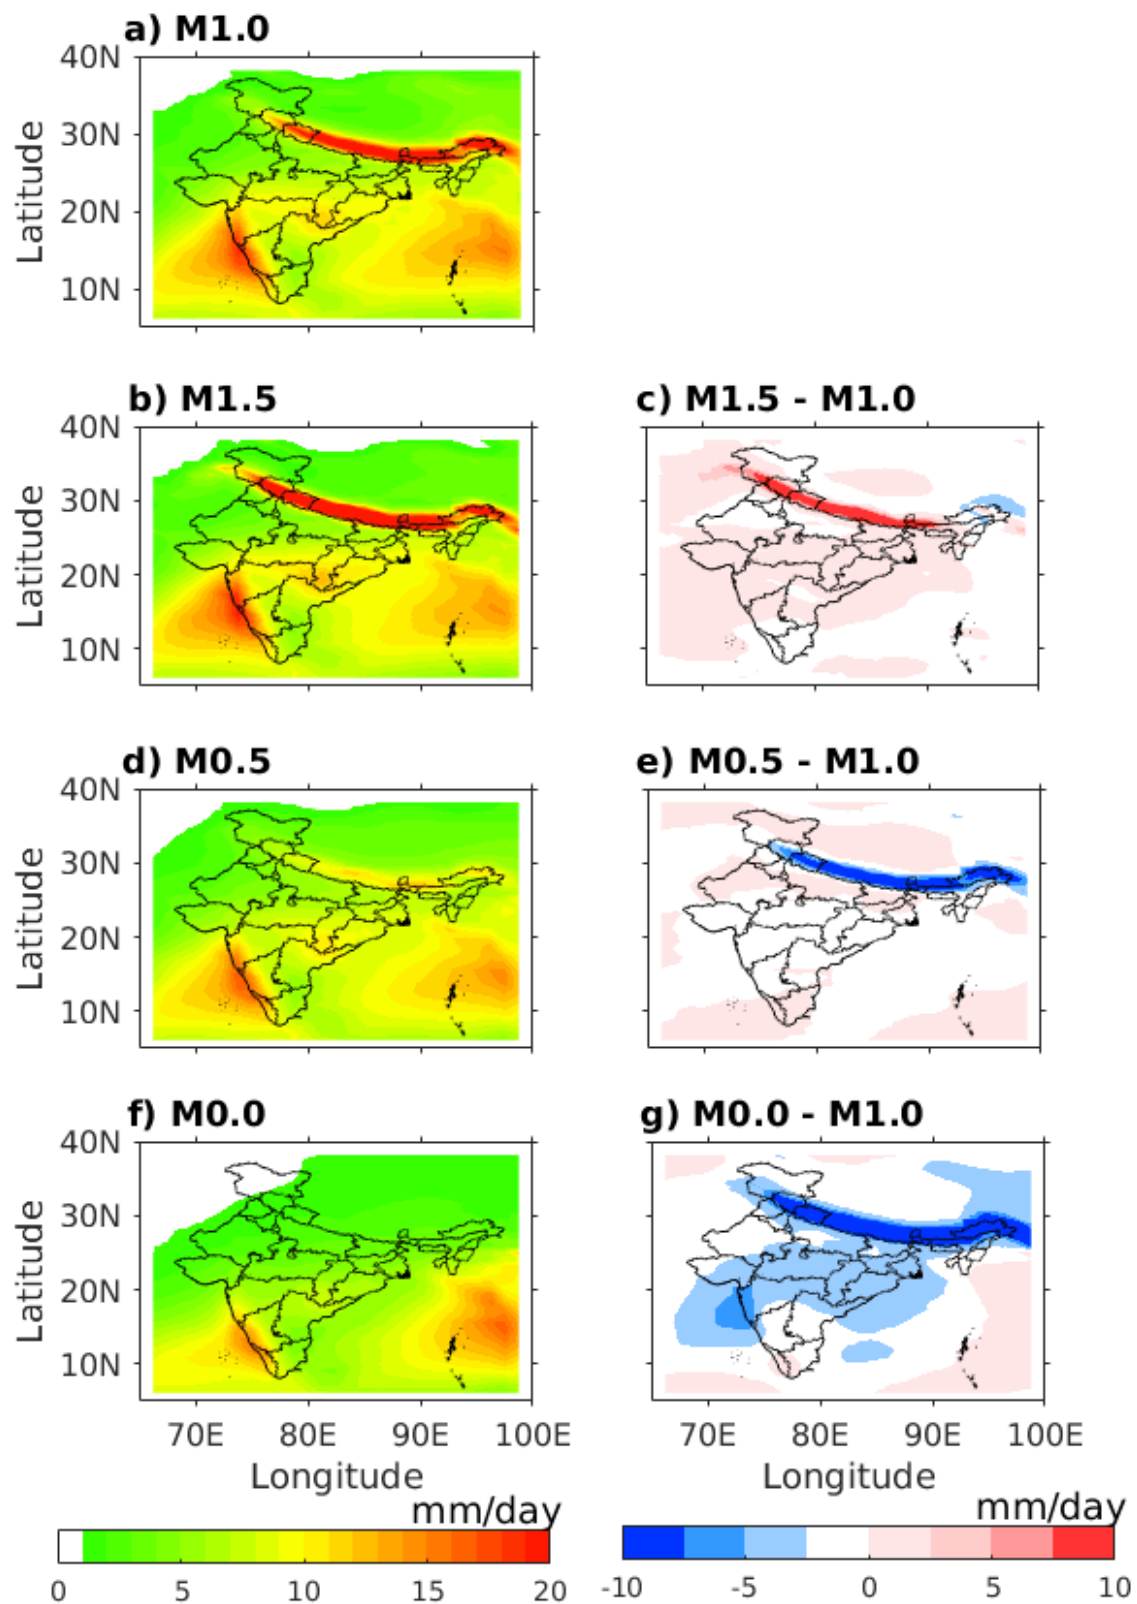 a) M1.0
40N
30N
20N
10N
Latitude
b) M1.5
c) M1.5 - M1.0
40N
30N
20N
10N
Latitude
d) M0.5
e) M0.5 - M1.0
40N
30N
20N
10N
Latitude
f) M0.0
g) M0.0 - M1.0
40N
30N
20N
10N
Latitude
70E 80E 90E 100E
70E 80E 90E 100E
Longitude
Longitude
mm/day
mm/day
0 5 10 15 20
-10 -5 0 5 10